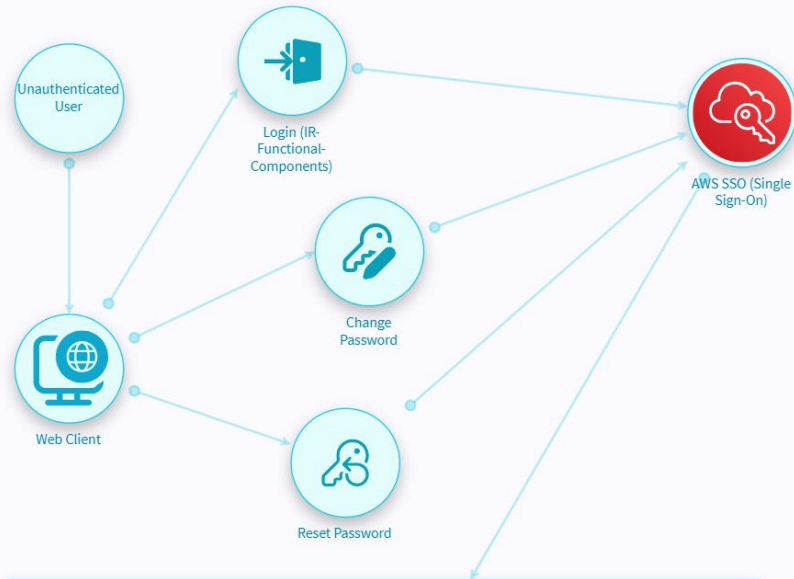 Unauthenticated
User
Login (IR-
Functional-
Components)
AWS SSO (Single
Sign-On)
Change
Password
Web Client
Reset Password